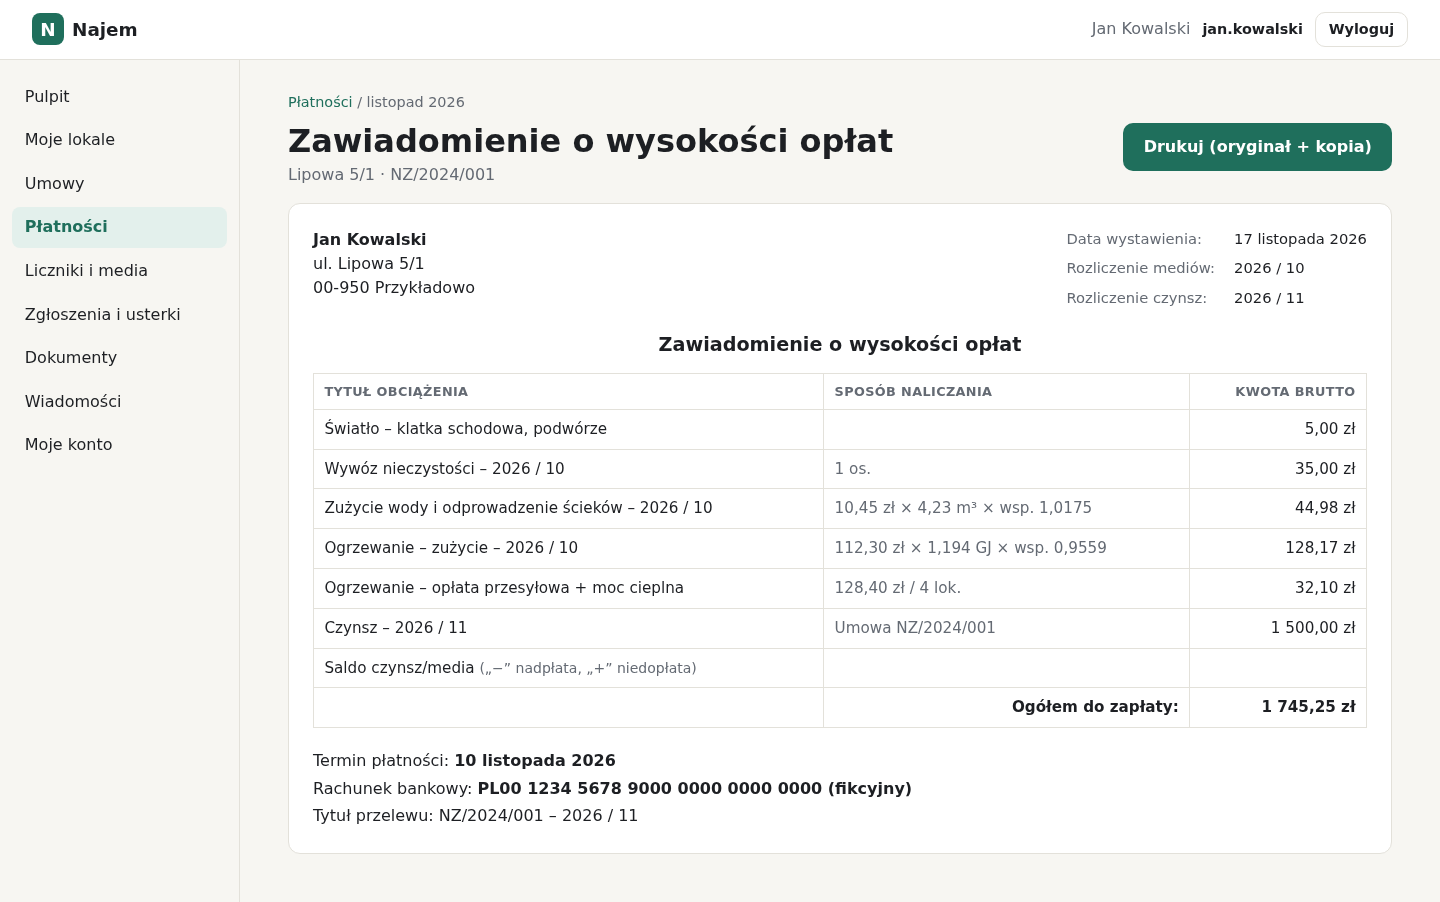 N Najem
Jan Kowalski jan.kowalski Wyloguj
Pulpit
Moje lokale
Umowy
Płatności
Liczniki i media
Zgłoszenia i usterki
Dokumenty
Wiadomości
Moje konto
Płatności / listopad 2026
Zawiadomienie o wysokości opłat
Drukuj (oryginał + kopia)
Lipowa 5/1 · NZ/2024/001
Jan Kowalski
ul. Lipowa 5/1
00-950 Przykładowo
Data wystawienia: 17 listopada 2026
Rozliczenie mediów: 2026 / 10
Rozliczenie czynsz: 2026 / 11
Zawiadomienie o wysokości opłat
TYTUŁ OBCIĄŻENIA SPOSÓB NALICZANIA KWOTA BRUTTO
Światło – klatka schodowa, podwórze 5,00 zł
Wywóz nieczystości – 2026 / 10 1 os. 35,00 zł
Zużycie wody i odprowadzenie ścieków – 2026 / 10 10,45 zł × 4,23 m³ × wsp. 1,0175 44,98 zł
Ogrzewanie – zużycie – 2026 / 10 112,30 zł × 1,194 GJ × wsp. 0,9559 128,17 zł
Ogrzewanie – opłata przesyłowa + moc cieplna 128,40 zł / 4 lok. 32,10 zł
Czynsz – 2026 / 11 Umowa NZ/2024/001 1 500,00 zł
Saldo czynsz/media („−” nadpłata, „+” niedopłata)
Ogółem do zapłaty: 1 745,25 zł
Termin płatności: 10 listopada 2026
Rachunek bankowy: PL00 1234 5678 9000 0000 0000 0000 (fikcyjny)
Tytuł przelewu: NZ/2024/001 – 2026 / 11